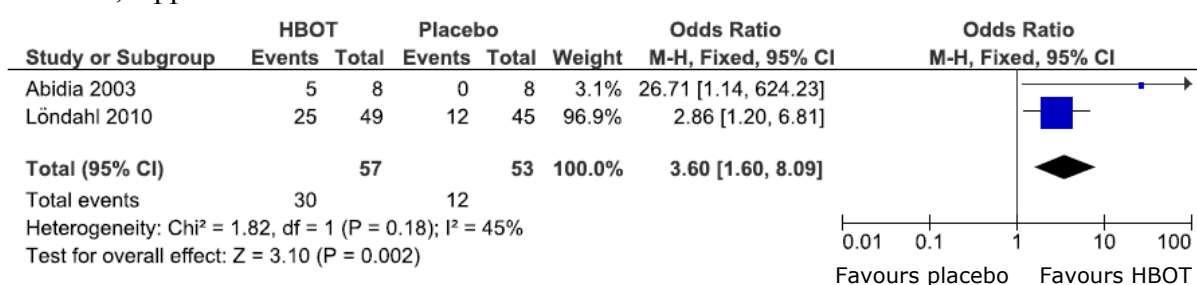 HBOT Placebo Odds Ratio Odds Ratio
Study or Subgroup Events Total Events Total Weight M-H, Fixed, 95% CI M-H, Fixed, 95% CI
Abidia 2003 5 8 0 8 3.1% 26.71 [1.14, 624.23]
Löndahl 2010 25 49 12 45 96.9% 2.86 [1.20, 6.81]
Total (95% CI) 57 53 100.0% 3.60 [1.60, 8.09]
Total events 30 12
Heterogeneity: Chi² = 1.82, df = 1 (P = 0.18); I² = 45%
Test for overall effect: Z = 3.10 (P = 0.002)
0.01 0.1 1 10 100
Favours placebo Favours HBOT